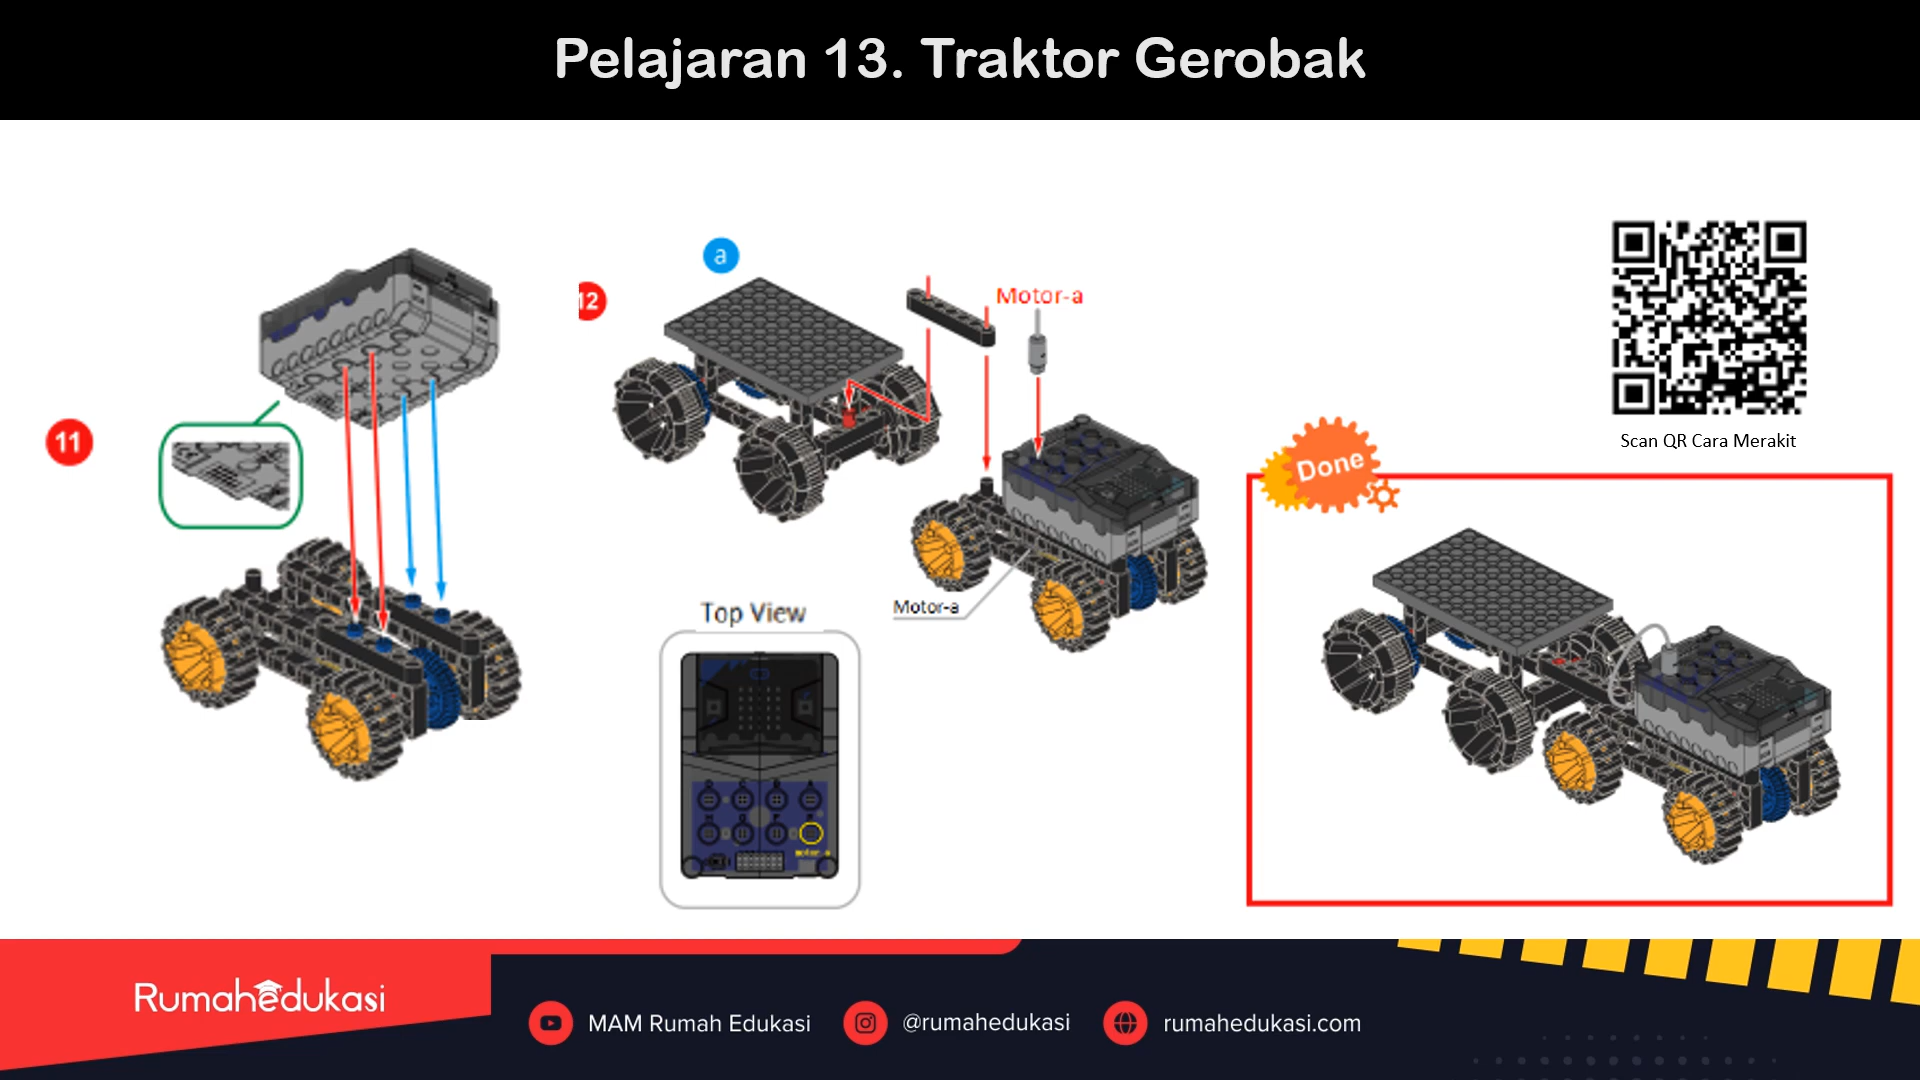 Pelajaran 13. Traktor Gerobak
11
12
a
Motor-a
Motor-a
Top View
Scan QR Cara Merakit
Done
Rumahedukasi
MAM Rumah Edukasi
@rumahedukasi
rumahedukasi.com